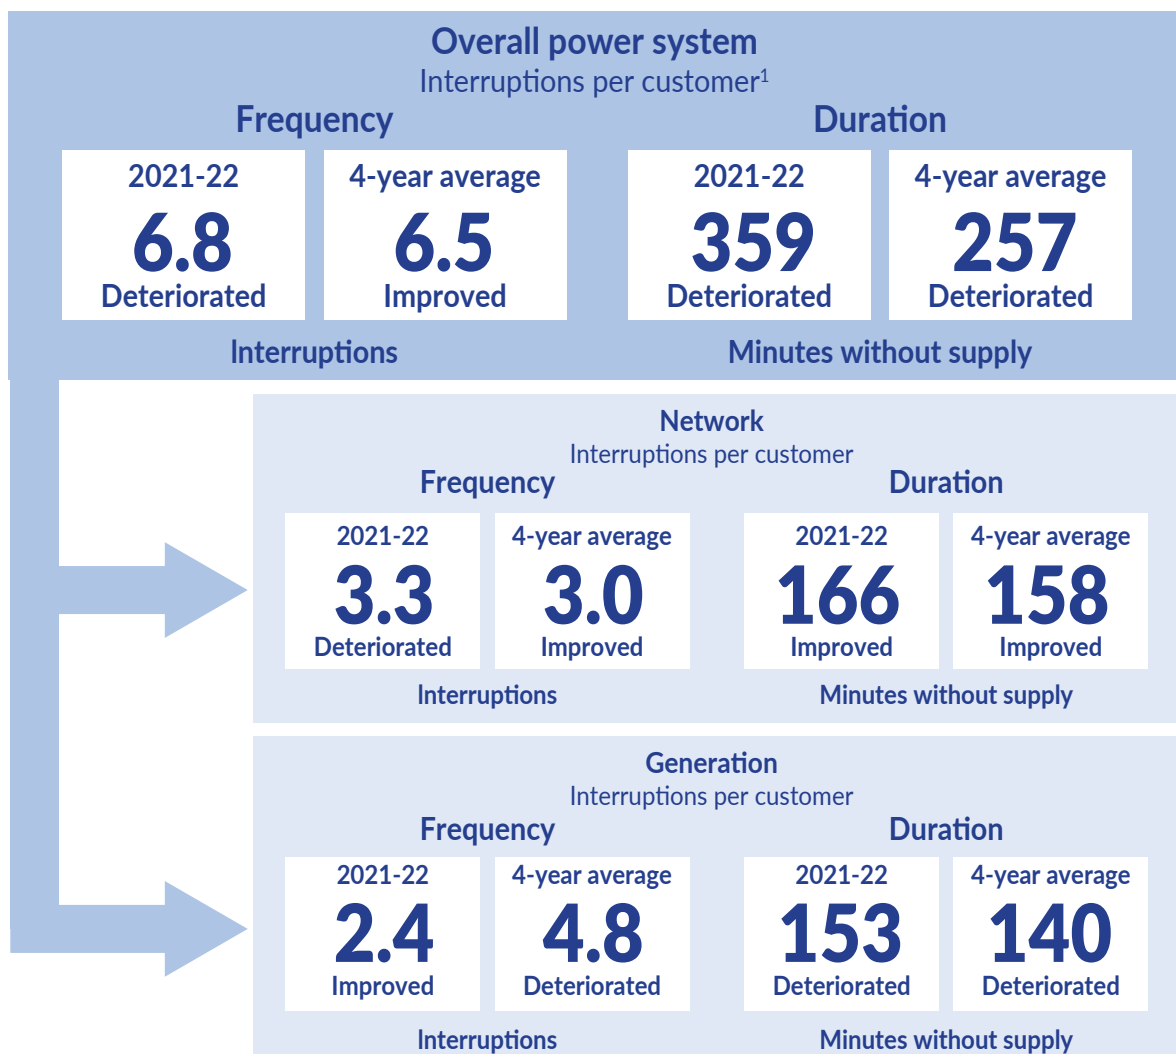 Overall power system
Interruptions per customer¹
Frequency
Duration
2021-22
4-year average
2021-22
4-year average
6.8
6.5
359
257
Deteriorated
Improved
Deteriorated
Deteriorated
Interruptions
Minutes without supply
Network
Interruptions per customer
Frequency
Duration
2021-22
4-year average
2021-22
4-year average
3.3
3.0
166
158
Deteriorated
Improved
Improved
Improved
Interruptions
Minutes without supply
Generation
Interruptions per customer
Frequency
Duration
2021-22
4-year average
2021-22
4-year average
2.4
4.8
153
140
Improved
Deteriorated
Deteriorated
Deteriorated
Interruptions
Minutes without supply